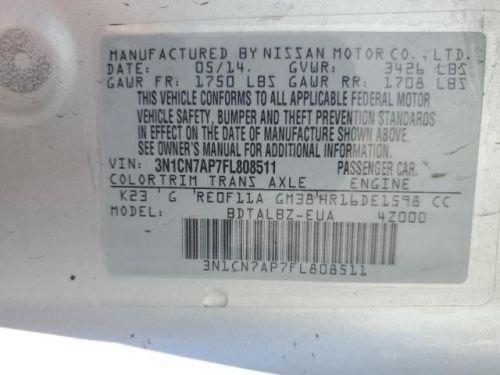 MANUFACTURED BY NISSAN MOTOR CO., LTD.
DATE: 05/14. GVWR: 3426 LBS
GAWR FR: 1750 LBS GAWR RR: 1708 LBS
THIS VEHICLE CONFORMS TO ALL APPLICABLE FEDERAL MOTOR
VEHICLE SAFETY, BUMPER AND THEFT PREVENTION STANDARDS
IN EFFECT ON THE DATE OF MANUFACTURE SHOWN ABOVE.
SEE OWNER'S MANUAL FOR ADDITIONAL INFORMATION
VIN: 3N1CN7AP7FL808511 PASSENGER CAR.
COLOR TRIM TRANS AXLE ENGINE
K23 G RE0F11A GM38 HR16DE1598 CC
MODEL: BDTALBZ-EUA 4Z000
3N1CN7AP7FL808511